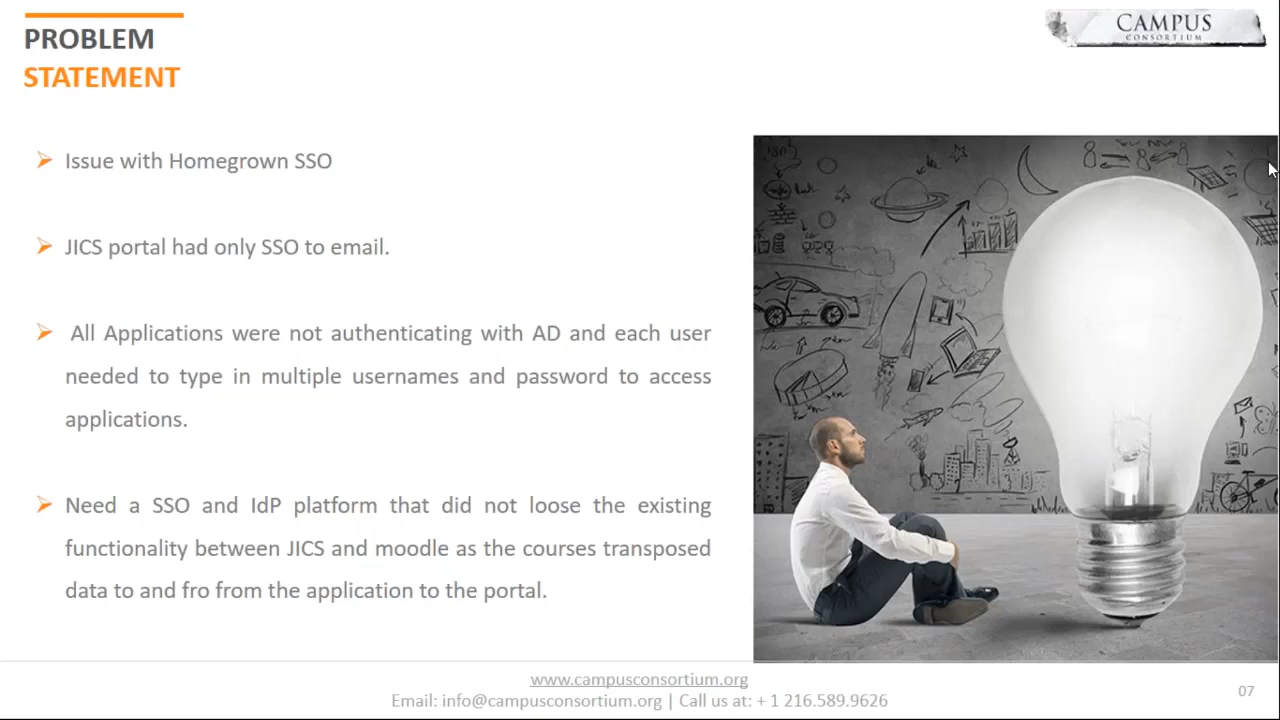 PROBLEM
STATEMENT
CAMPUS
CONSORTIUM
Issue with Homegrown SSO
JICS portal had only SSO to email.
All Applications were not authenticating with AD and each user
needed to type in multiple usernames and password to access
applications.
Need a SSO and IdP platform that did not loose the existing
functionality between JICS and moodle as the courses transposed
data to and fro from the application to the portal.
www.campusconsortium.org
Email: info@campusconsortium.org | Call us at: + 1 216.589.9626
07